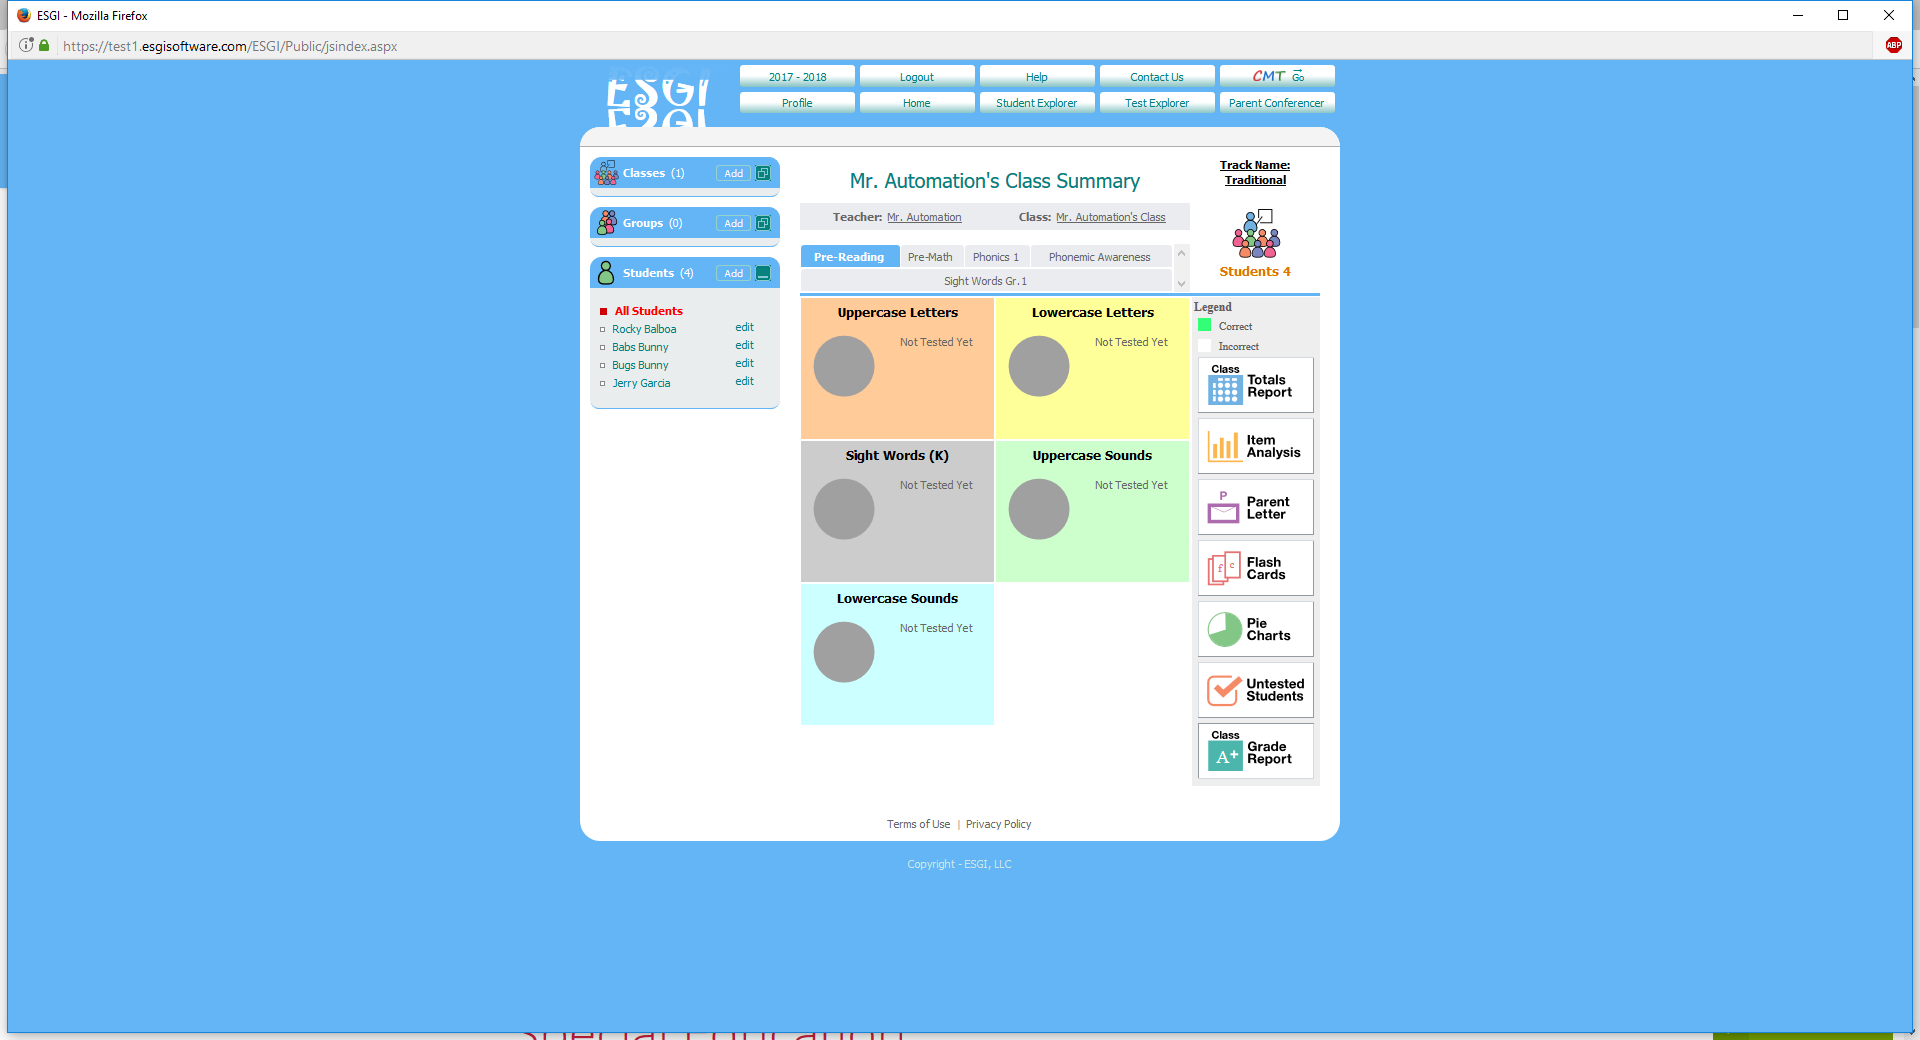 ESGI - Mozilla Firefox
https://test1.esgisoftware.com/ESGI/Public/jsindex.aspx
ABP
ESGI
2017 - 2018
Logout
Help
Contact Us
CMT Go
Profile
Home
Student Explorer
Test Explorer
Parent Conferencer
Classes (1)
Add
Groups (0)
Add
Students (4)
Add
All Students
Rocky Balboa edit
Babs Bunny edit
Bugs Bunny edit
Jerry Garcia edit
Mr. Automation's Class Summary
Teacher: Mr. Automation Class: Mr. Automation's Class
Track Name:
Traditional
Students 4
Pre-Reading
Pre-Math
Phonics 1
Phonemic Awareness
Sight Words Gr.1
Uppercase Letters
Not Tested Yet
Lowercase Letters
Not Tested Yet
Sight Words (K)
Not Tested Yet
Uppercase Sounds
Not Tested Yet
Lowercase Sounds
Not Tested Yet
Legend
Correct
Incorrect
Class
Totals
Report
Item
Analysis
P
Parent
Letter
f c
Flash
Cards
Pie
Charts
Untested
Students
Class
A+
Grade
Report
Terms of Use | Privacy Policy
Copyright - ESGI, LLC
Special Education